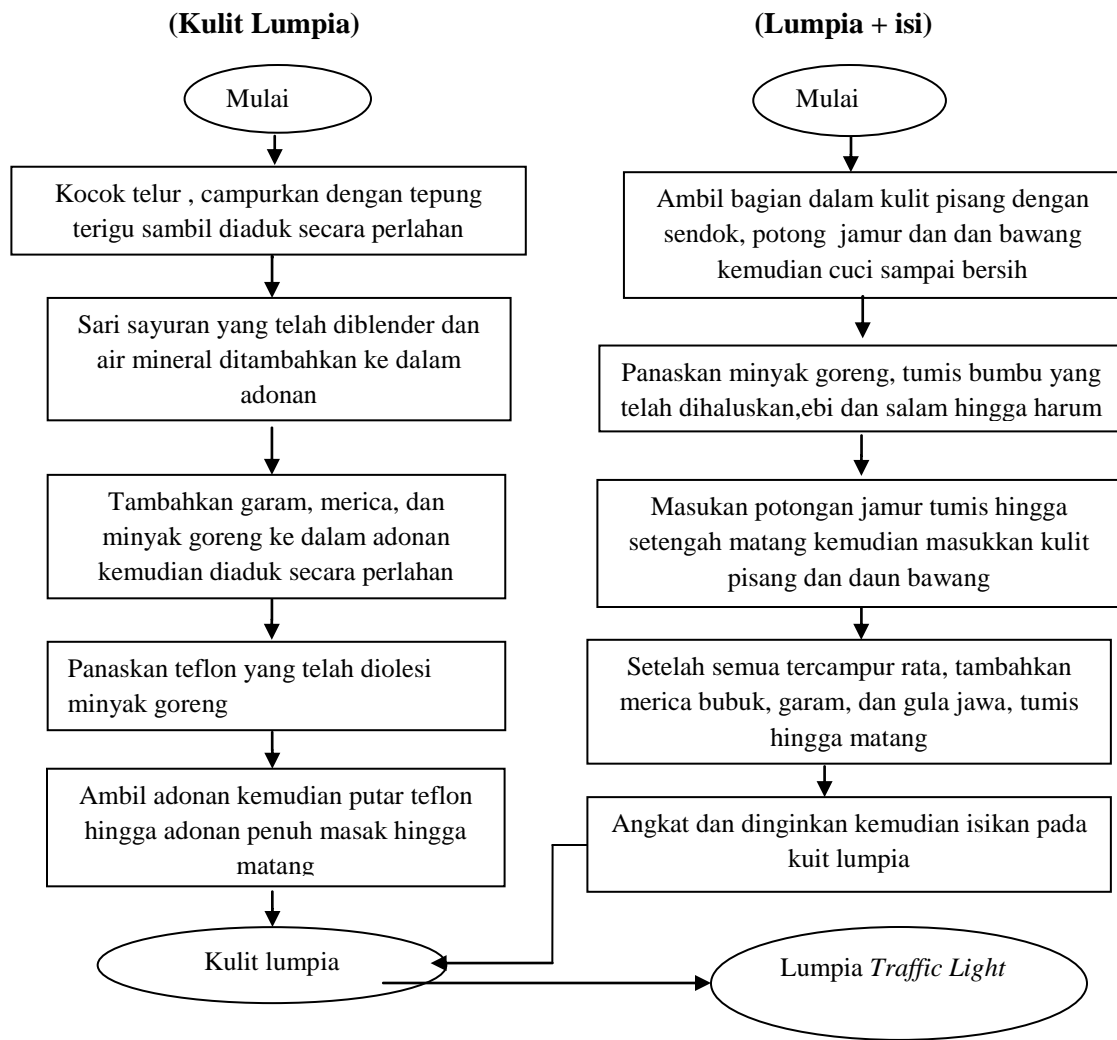 (Kulit Lumpia)
Mulai
Kocok telur , campurkan dengan tepung
terigu sambil diaduk secara perlahan
Sari sayuran yang telah diblender dan
air mineral ditambahkan ke dalam
adonan
Tambahkan garam, merica, dan
minyak goreng ke dalam adonan
kemudian diaduk secara perlahan
Panaskan teflon yang telah diolesi
minyak goreng
Ambil adonan kemudian putar teflon
hingga adonan penuh masak hingga
matang
Kulit lumpia
(Lumpia + isi)
Mulai
Ambil bagian dalam kulit pisang dengan
sendok, potong jamur dan dan bawang
kemudian cuci sampai bersih
Panaskan minyak goreng, tumis bumbu yang
telah dihaluskan,ebi dan salam hingga harum
Masukan potongan jamur tumis hingga
setengah matang kemudian masukkan kulit
pisang dan daun bawang
Setelah semua tercampur rata, tambahkan
merica bubuk, garam, dan gula jawa, tumis
hingga matang
Angkat dan dinginkan kemudian isikan pada
kuit lumpia
Lumpia Traffic Light